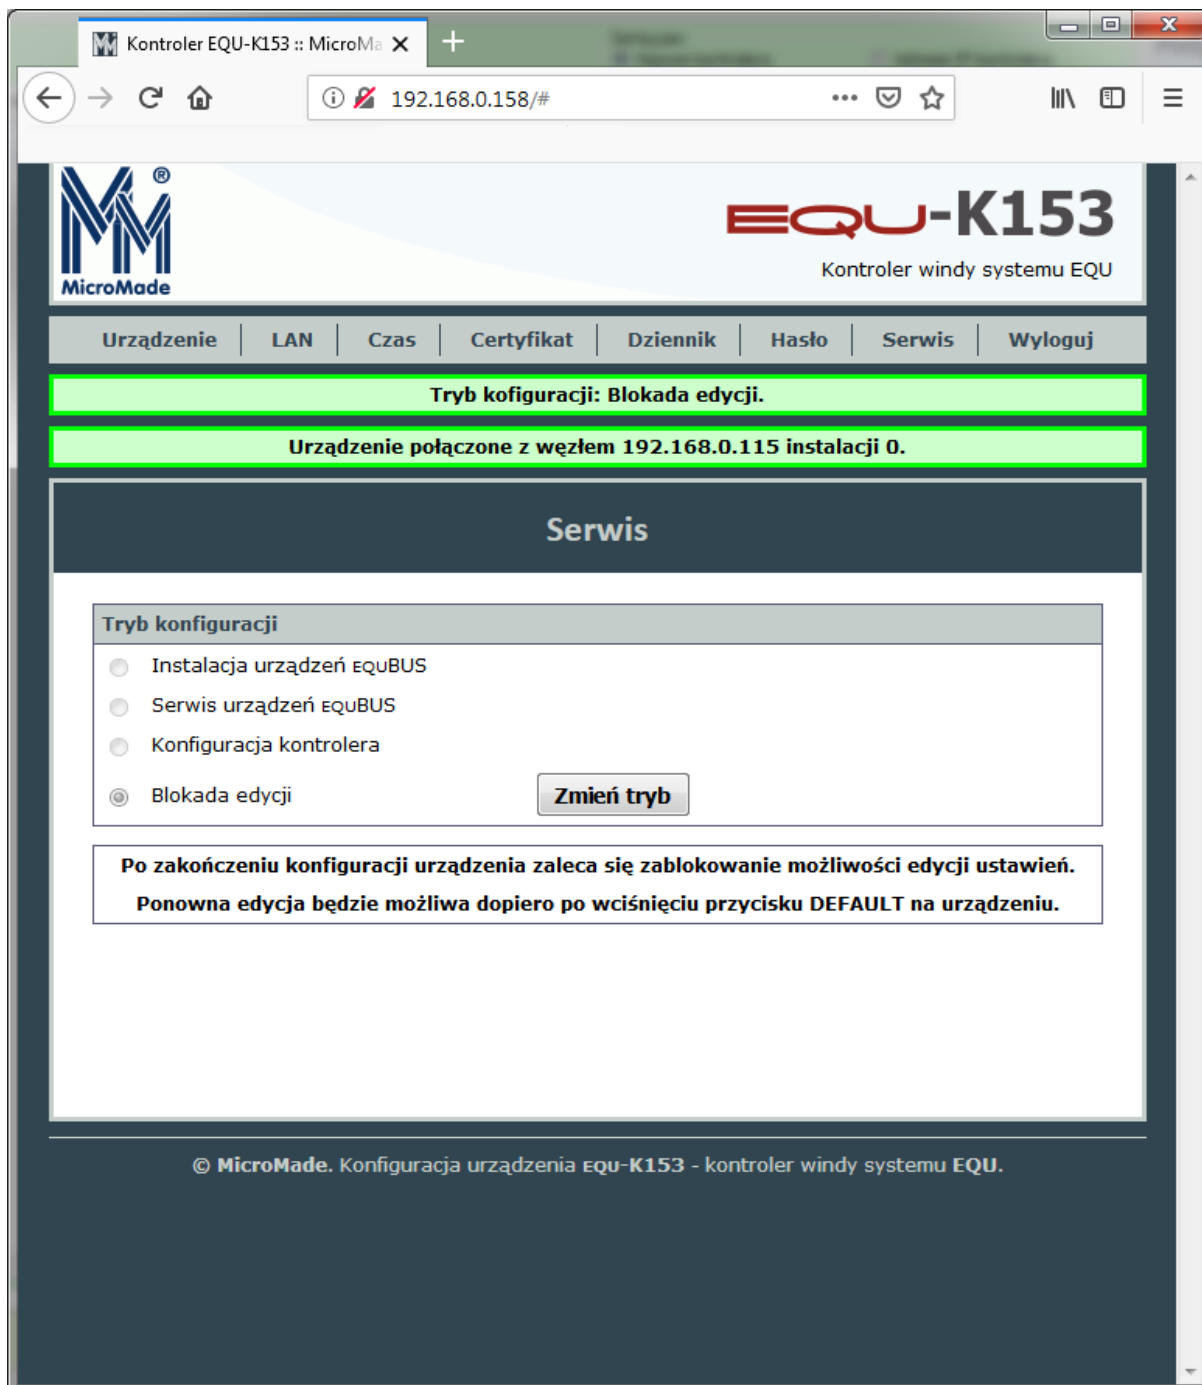 Kontroler EQU-K153 :: MicroMa
192.168.0.158/#
MicroMade
EQU-K153
Kontroler windy systemu EQU
Urządzenie LAN Czas Certyfikat Dziennik Hasło Serwis Wyloguj
Tryb kofiguracji: Blokada edycji.
Urządzenie połączone z węzłem 192.168.0.115 instalacji 0.
Serwis
Tryb konfiguracji
Instalacja urządzeń EQUBUS
Serwis urządzeń EQUBUS
Konfiguracja kontrolera
Blokada edycji Zmień tryb
Po zakończeniu konfiguracji urządzenia zaleca się zablokowanie możliwości edycji ustawień.
Ponowna edycja będzie możliwa dopiero po wciśnięciu przycisku DEFAULT na urządzeniu.
© MicroMade. Konfiguracja urządzenia EQU-K153 - kontroler windy systemu EQU.